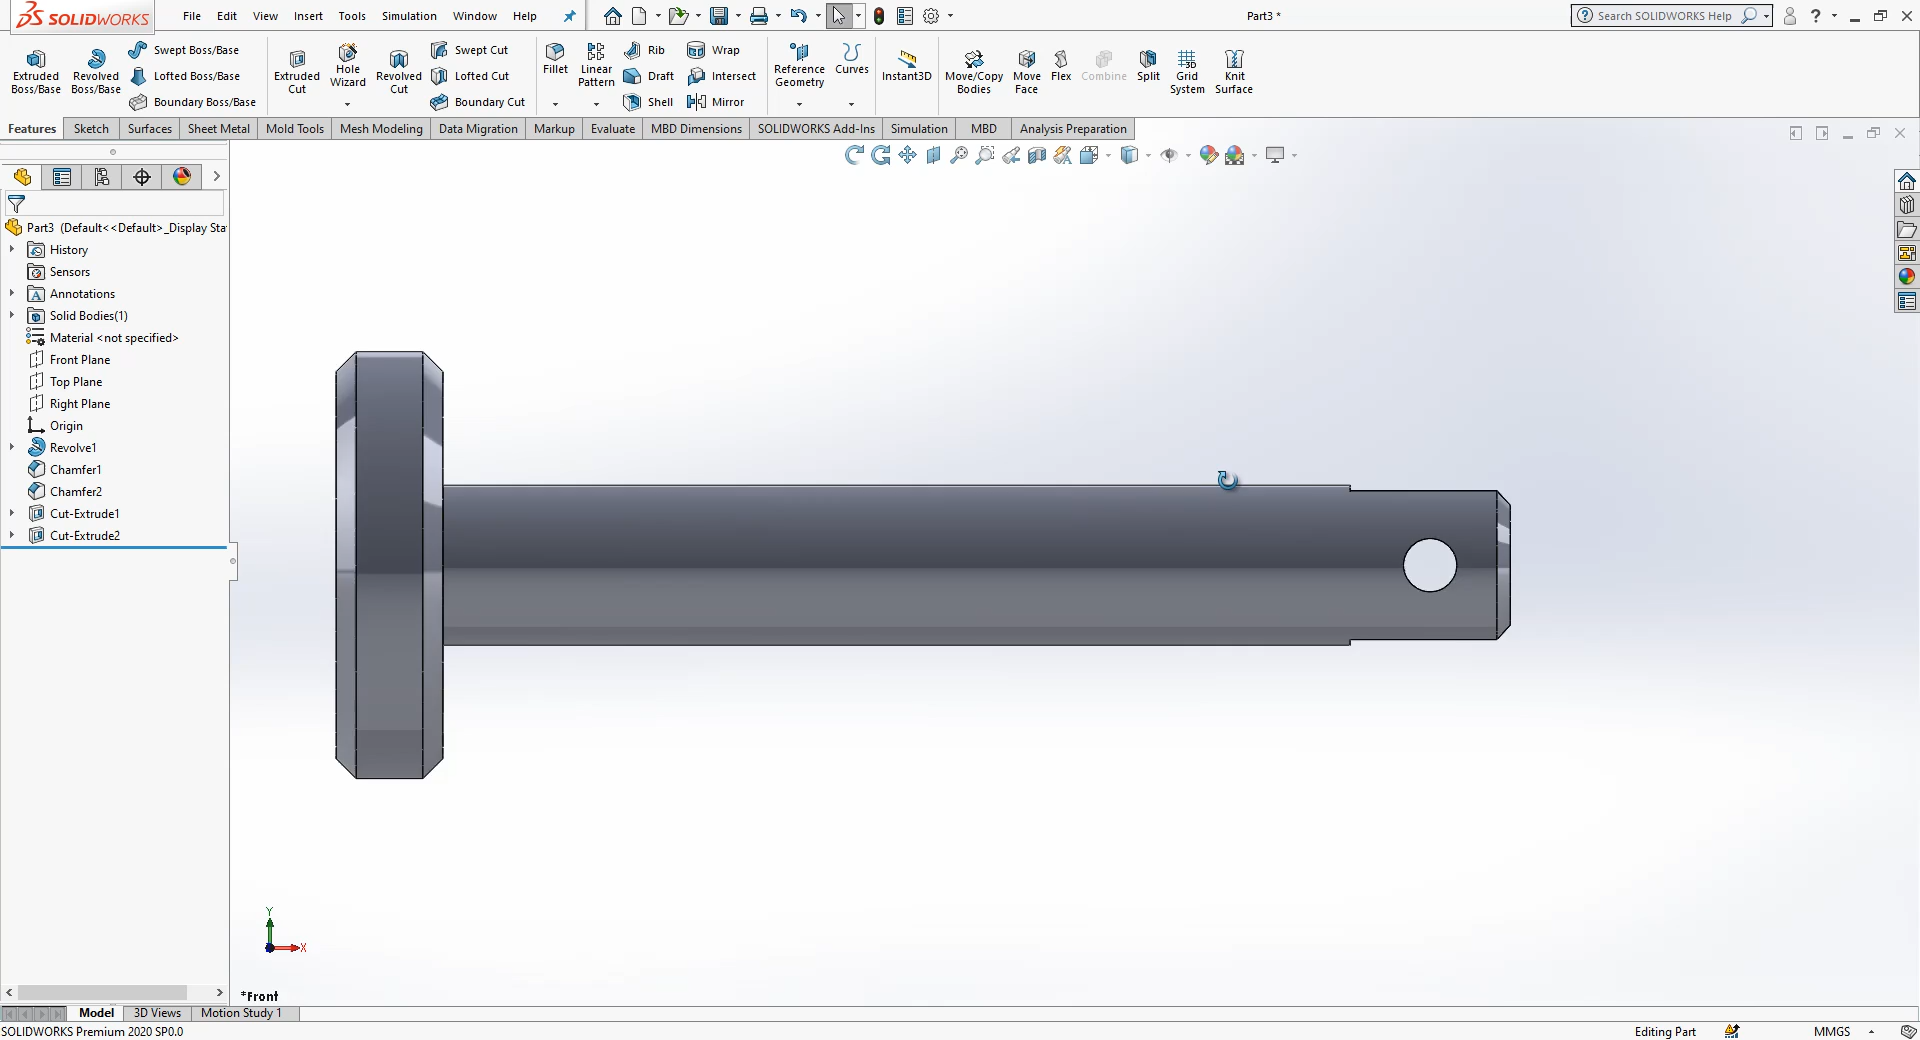 SOLIDWORKS
File Edit View Insert Tools Simulation Window Help
Part3 *
Search SOLIDWORKS Help
Extruded Boss/Base
Revolved Boss/Base
Swept Boss/Base
Lofted Boss/Base
Boundary Boss/Base
Extruded Cut
Hole Wizard
Revolved Cut
Swept Cut
Lofted Cut
Boundary Cut
Fillet
Linear Pattern
Rib
Draft
Shell
Wrap
Intersect
Mirror
Reference Geometry
Curves
Instant3D
Move/Copy Bodies
Move Face
Flex
Combine
Split
3D
Grid System
Knit Surface
Features Sketch Surfaces Sheet Metal Mold Tools Mesh Modeling Data Migration Markup Evaluate MBD Dimensions SOLIDWORKS Add-Ins Simulation MBD Analysis Preparation
Part3 (Default<<Default>_Display Sta
History
Sensors
Annotations
Solid Bodies(1)
Material <not specified>
Front Plane
Top Plane
Right Plane
Origin
Revolve1
Chamfer1
Chamfer2
Cut-Extrude1
Cut-Extrude2
Y
X
*Front
Model 3D Views Motion Study 1
SOLIDWORKS Premium 2020 SP0.0
Editing Part
MMGS